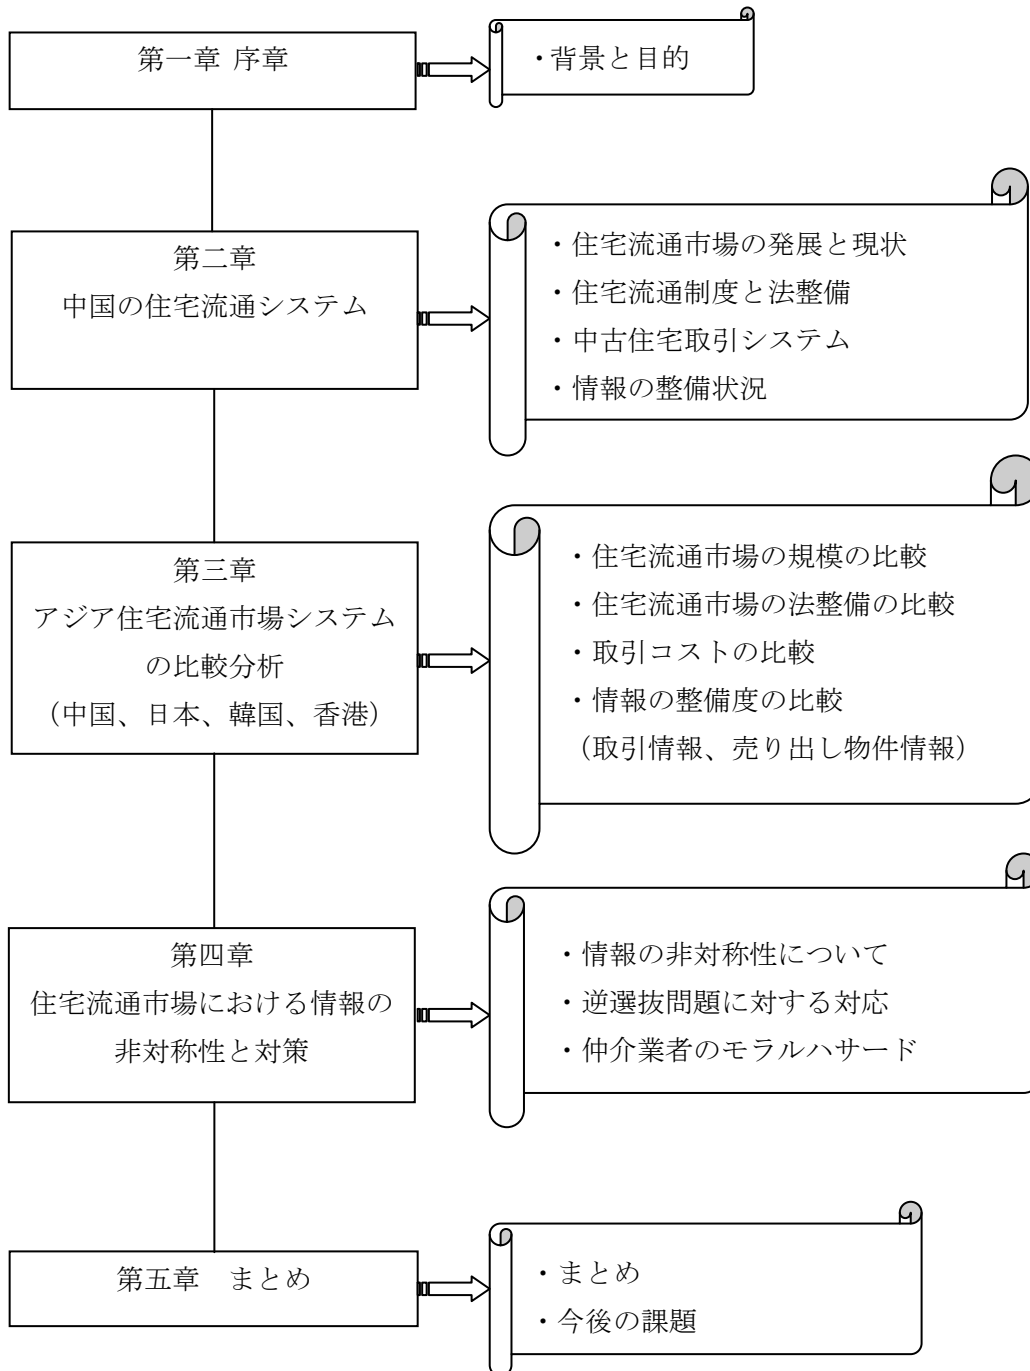 第一章 序章
・背景と目的
第二章
中国の住宅流通システム
・住宅流通市場の発展と現状
・住宅流通制度と法整備
・中古住宅取引システム
・情報の整備状況
第三章
アジア住宅流通市場システム
の比較分析
（中国、日本、韓国、香港）
・住宅流通市場の規模の比較
・住宅流通市場の法整備の比較
・取引コストの比較
・情報の整備度の比較
（取引情報、売り出し物件情報）
第四章
住宅流通市場における情報の
非対称性と対策
・情報の非対称性について
・逆選抜問題に対する対応
・仲介業者のモラルハサード
第五章　まとめ
・まとめ
・今後の課題